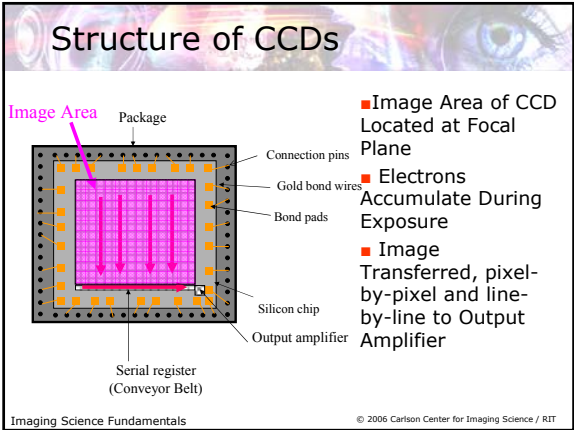 Structure of CCDs
Image Area
Package
Connection pins
Gold bond wires
Bond pads
Silicon chip
Output amplifier
Serial register
(Conveyor Belt)
■Image Area of CCD
Located at Focal
Plane
■ Electrons
Accumulate During
Exposure
■ Image
Transferred, pixel-
by-pixel and line-
by-line to Output
Amplifier
Imaging Science Fundamentals
© 2006 Carlson Center for Imaging Science / RIT